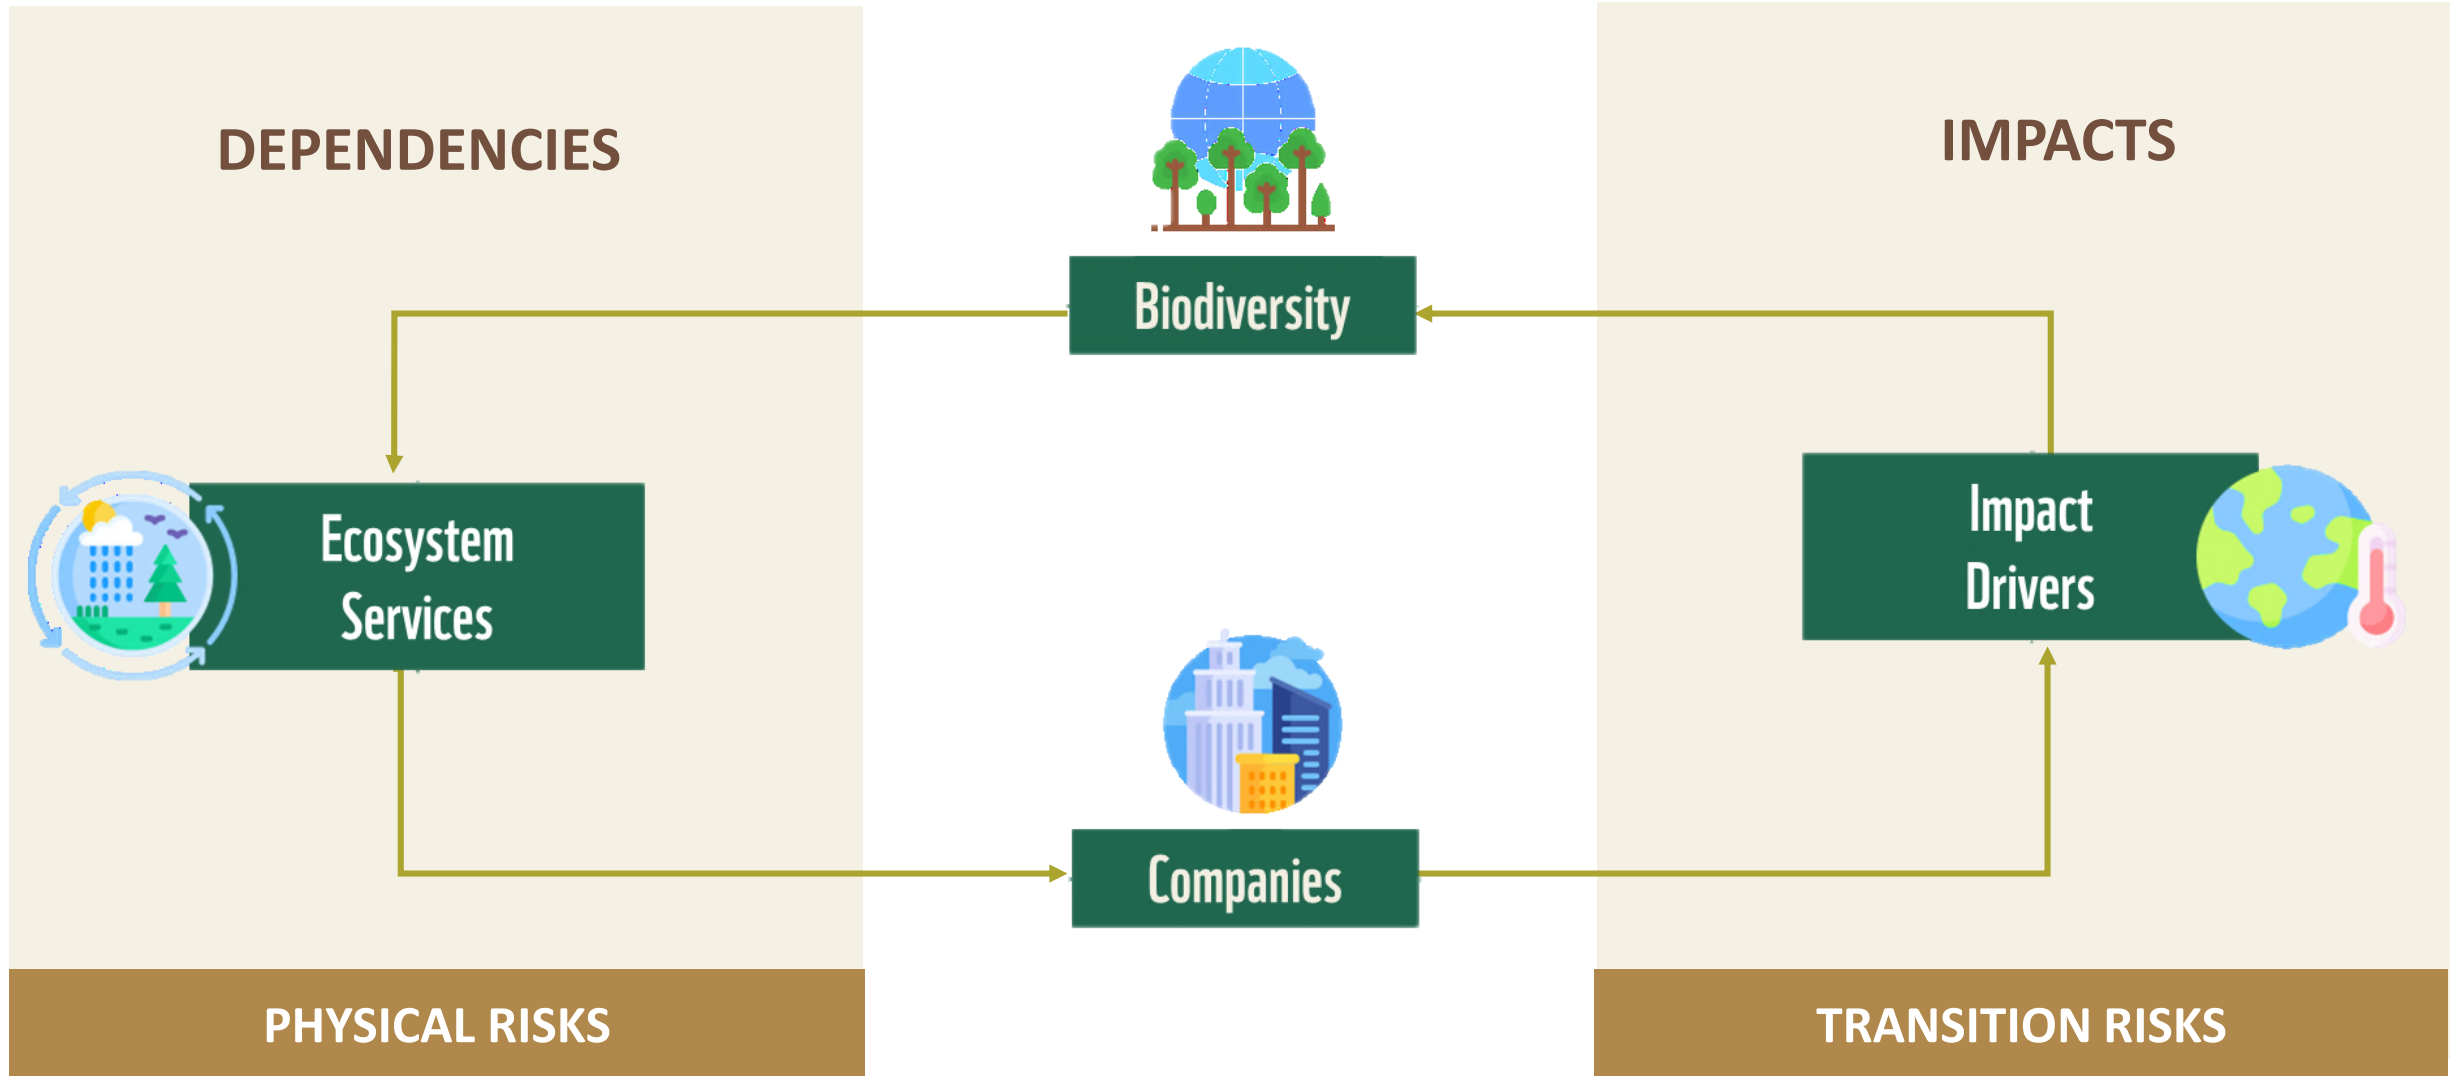 DEPENDENCIES
IMPACTS
Biodiversity
Ecosystem
Services
Impact
Drivers
Companies
PHYSICAL RISKS
TRANSITION RISKS